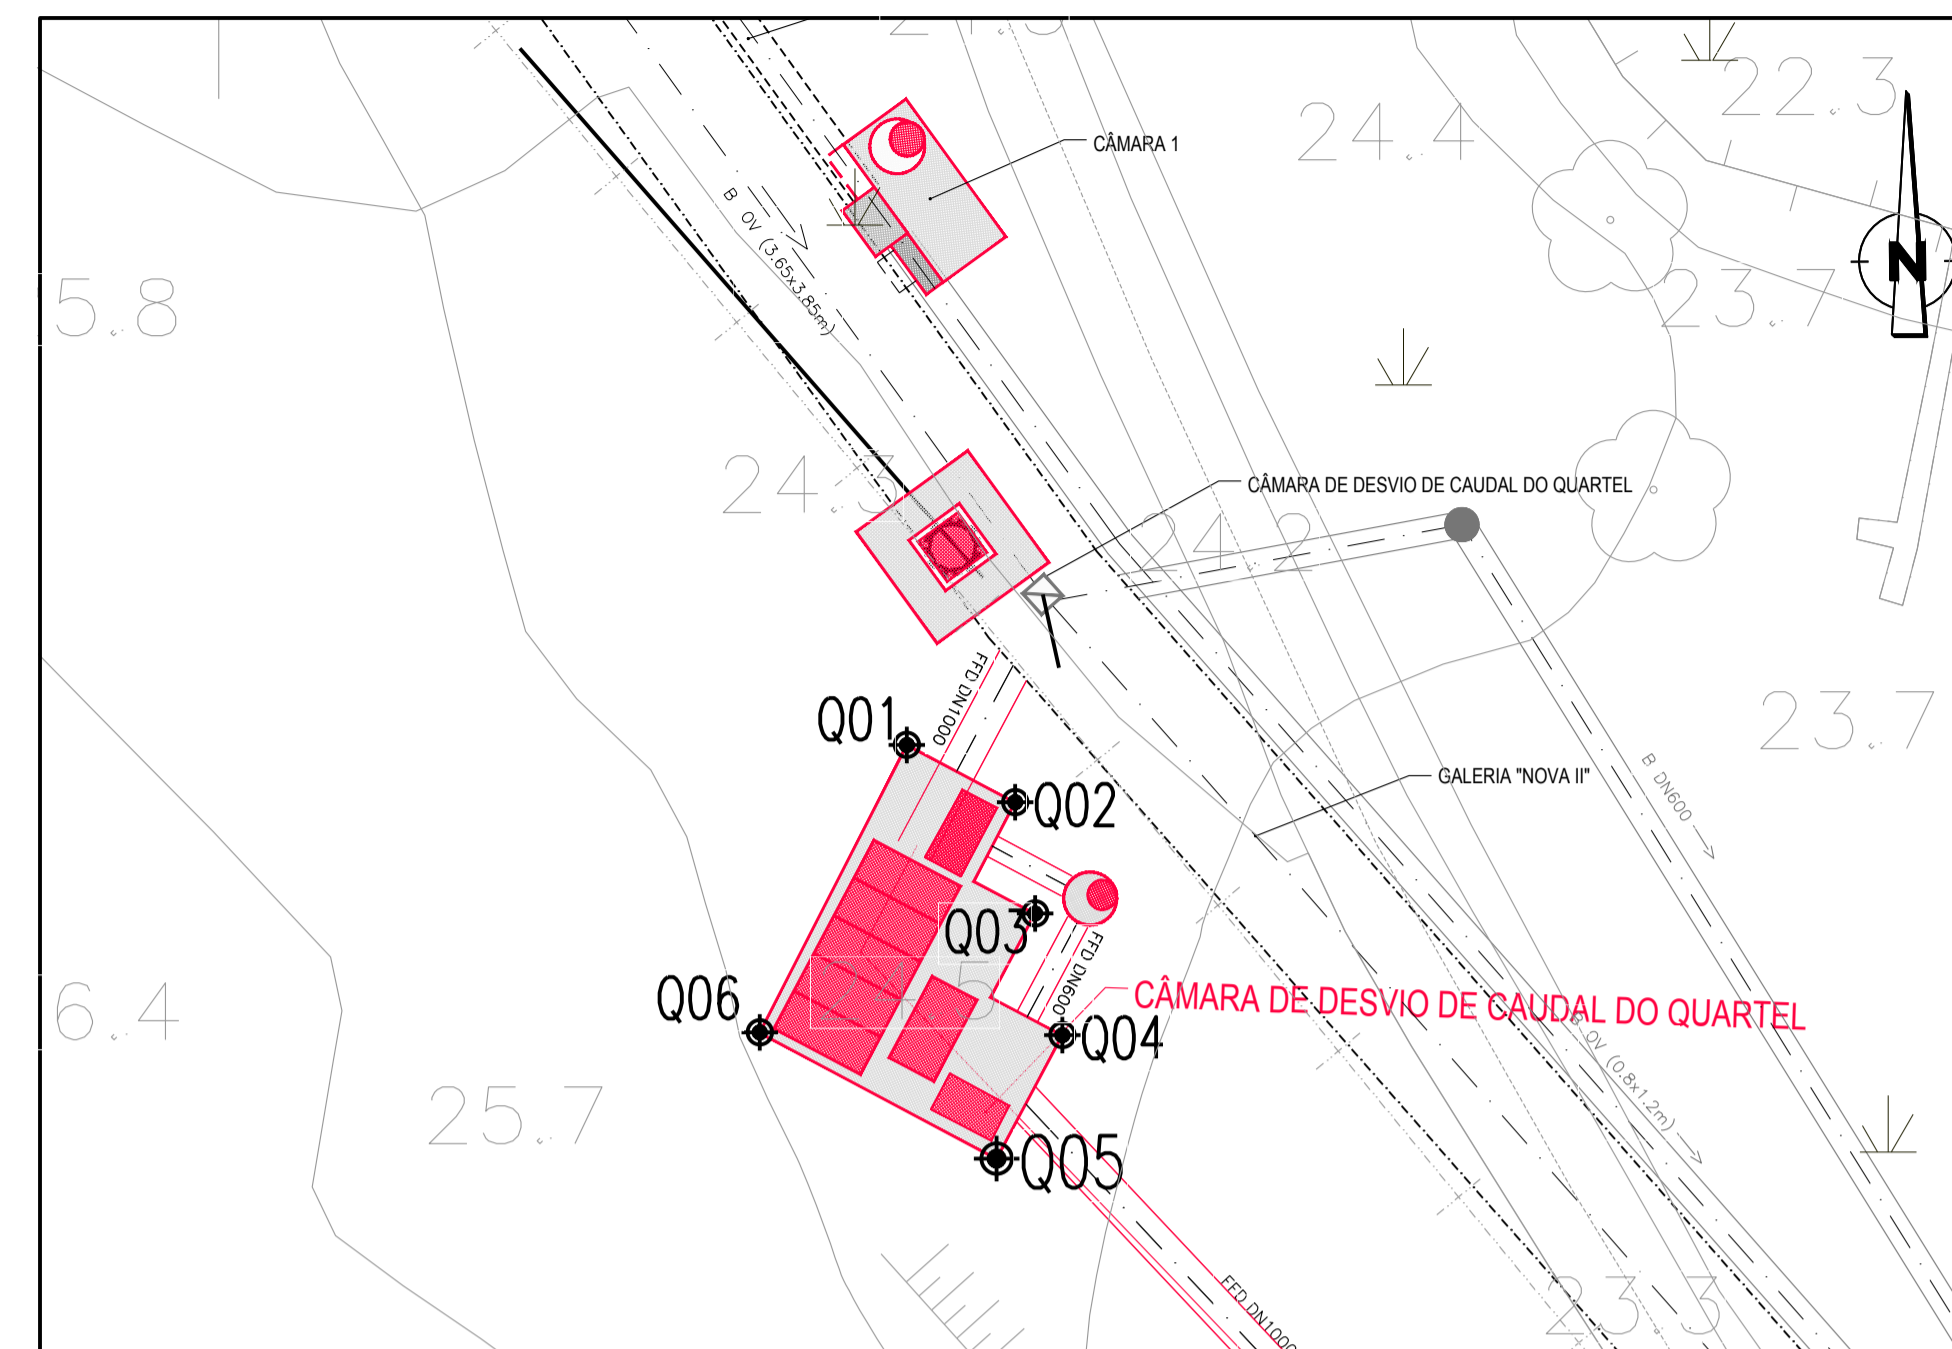 22.3
24.4
CÂMARA 1
N
B OV (3.65x3.85m)
5.8
23.7
24.3
CÂMARA DE DESVIO DE CAUDAL DO QUARTEL
24.2
FFD DN1000
Q01
23.7
GALERIA "NOVA II"
B DN600
Q02
Q03
FFD DN600
24.5
Q06
CÂMARA DE DESVIO DE CAUDAL DO QUARTEL
6.4
Q04
B OV (0.8x1.2m)
25.7
Q05
FFD DN1000
23.3